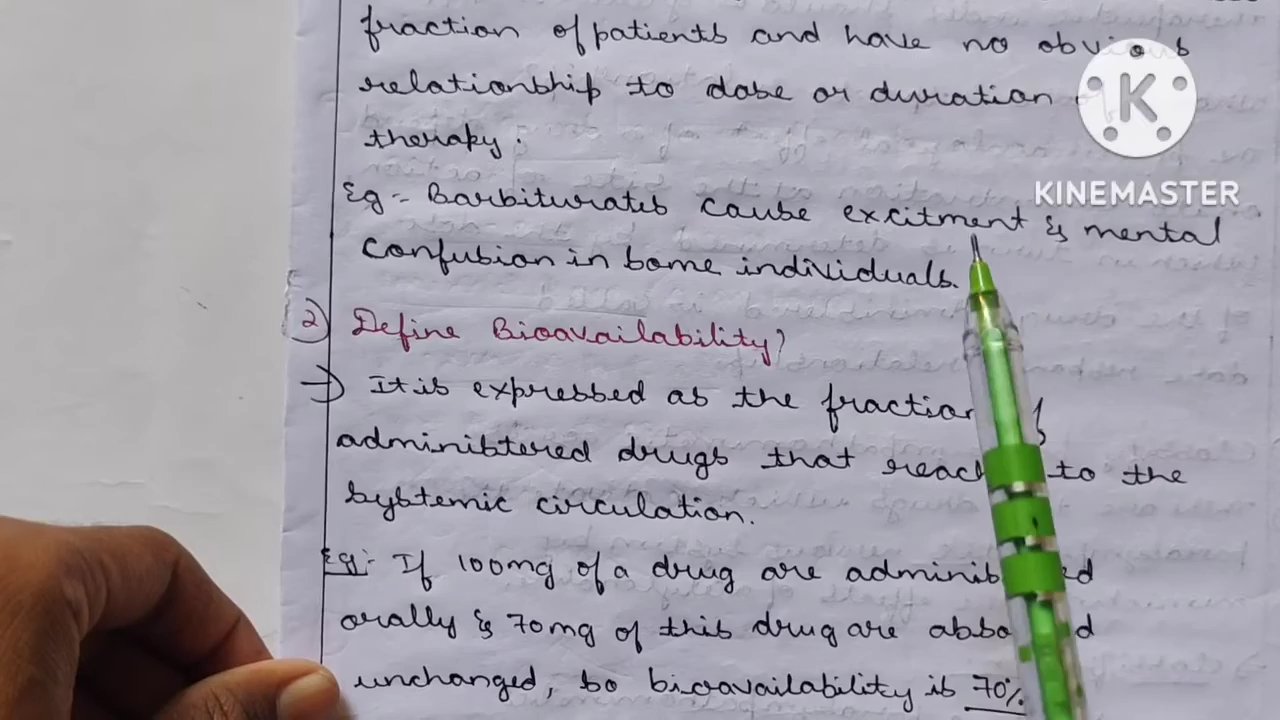 fraction of patients and have no obvious
relationship to dose or duration
therapy.
Eg:- Barbiturates cause excitment & mental
confusion in some individuals.
2) Define Bioavailability?
→ It is expressed as the fraction of
administered drugs that reach to the
systemic circulation.
Eg:- If 100mg of a drug are administered
orally & 70mg of this drug are absorbed
unchanged, so bioavailability is 70%
K
KINEMASTER